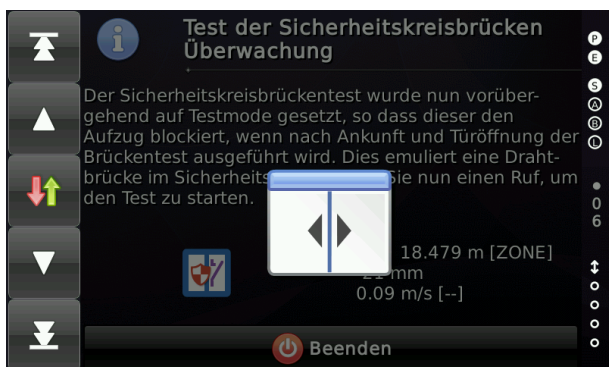 Test der Sicherheitskreisbrücken
Überwachung
Der Sicherheitskreisbrückentest wurde nun vorüber-
gehend auf Testmode gesetzt, so dass dieser den
Aufzug blockiert, wenn nach Ankunft und Türöffnung der
Brückentest ausgeführt wird. Dies emuliert eine Draht-
brücke im Sicherheits Sie nun einen Ruf, um
den Test zu starten.
18.479 m [ZONE]
mm
0.09 m/s [--]
Beenden
P
E
S
A
B
L
0
6